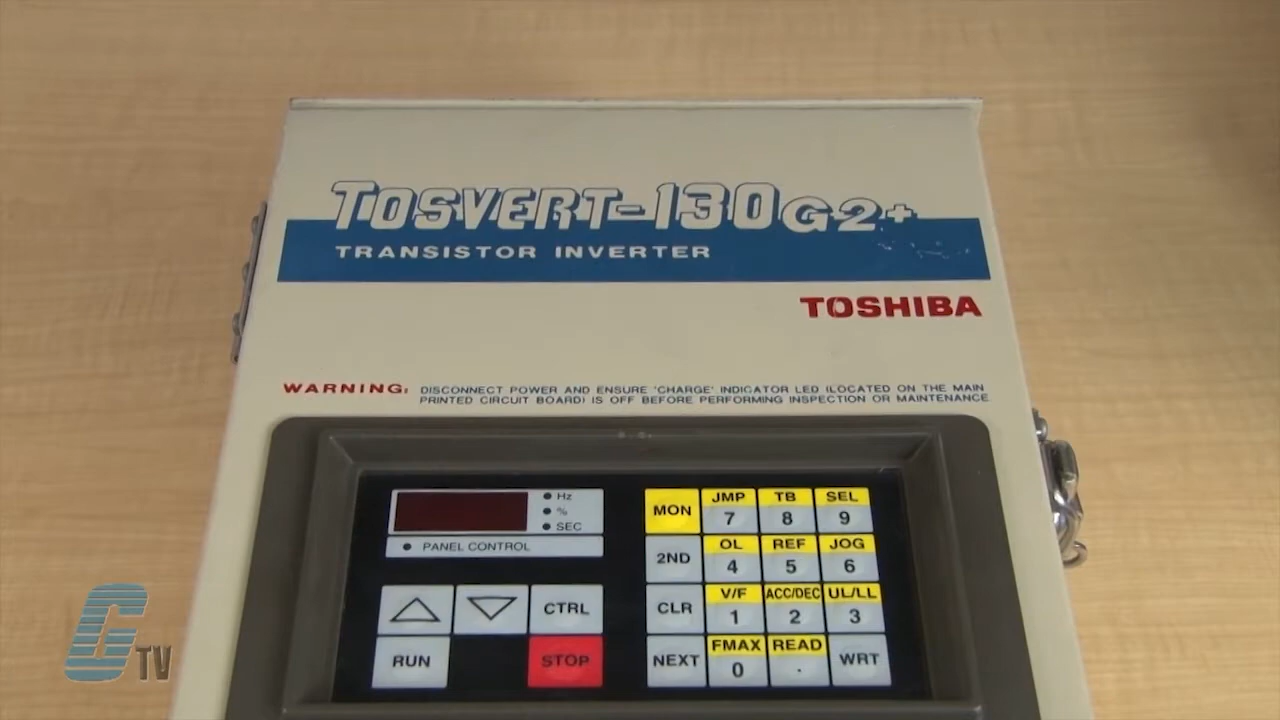 TOSVERT-130G2+
TRANSISTOR INVERTER
TOSHIBA
WARNING: DISCONNECT POWER AND ENSURE 'CHARGE' INDICATOR LED (LOCATED ON THE MAIN
PRINTED CIRCUIT BOARD) IS OFF BEFORE PERFORMING INSPECTION OR MAINTENANCE
Hz
%
SEC
PANEL CONTROL
CTRL
RUN STOP
MON JMP 7 TB 8 SEL 9
2ND OL 4 REF 5 JOG 6
CLR V/F 1 ACC/DEC 2 UL/LL 3
NEXT FMAX 0 READ . WRT
G TV